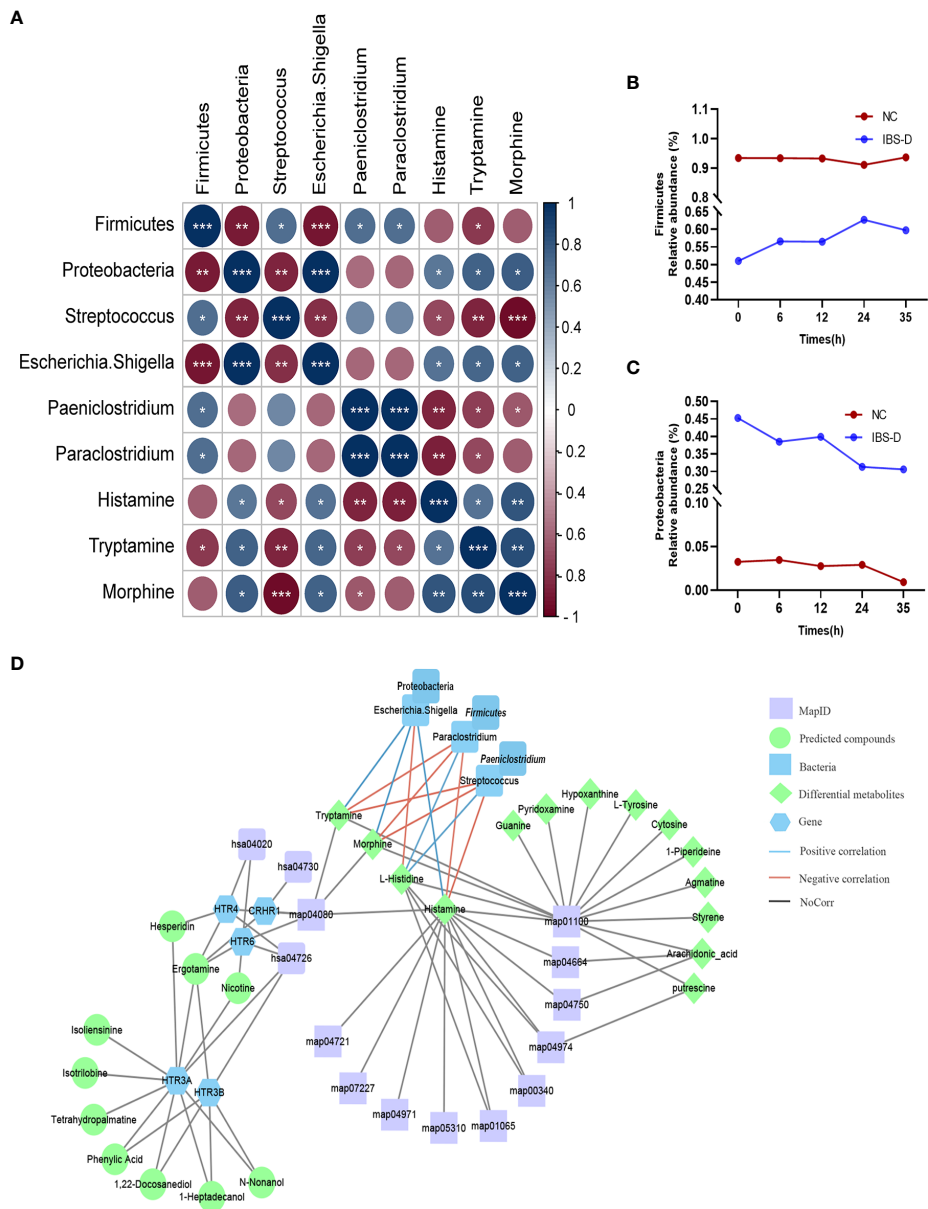 A
Firmicutes
Proteobacteria
Streptococcus
Escherichia.Shigella
Paeniclostridium
Paraclostridium
Histamine
Tryptamine
Morphine
Firmicutes *** ** * *** * * *
Proteobacteria ** *** ** *** * * *
Streptococcus * ** *** ** * ** ***
Escherichia.Shigella *** *** ** *** * * *
Paeniclostridium * *** *** ** * *
Paraclostridium * *** *** ** *
Histamine * * * ** ** *** * **
Tryptamine * * ** * * * * *** **
Morphine * *** * * ** ** ***
1
0.8
0.6
0.4
0.2
0
0.2
0.4
0.6
0.8
- 1
B
Firmicutes
Relative abundance (%)
1.1
1.0
0.9
0.8
0.65
0.60
0.55
0.50
0.45
0.40
NC
IBS-D
0 6 12 24 35
Times(h)
C
Proteobacteria
Relative abundance (%)
0.50
0.45
0.40
0.35
0.30
0.25
0.10
0.05
0.00
NC
IBS-D
0 6 12 24 35
Times(h)
D
Proteobacteria
Escherichia.Shigella
Firmicutes
Paraclostridium
Paeniclostridium
Streptococcus
Tryptamine
Morphine
L-Histidine
Histamine
Guanine
Pyridoxamine
Hypoxanthine
L-Tyrosine
Cytosine
1-Piperideine
Agmatine
Styrene
Arachidonic_acid
putrescine
map01100
map04664
map04750
map04974
map00340
map01065
map05310
map04971
map07227
map04721
hsa04020
hsa04730
HTR4
CRHR1
map04080
HTR6
hsa04726
Hesperidin
Ergotamine
Nicotine
Isoliensinine
Isotrilobine
HTR3A
HTR3B
Tetrahydropalmatine
Phenylic Acid
1,22-Docosanediol
1-Heptadecanol
N-Nonanol
MapID
Predicted compounds
Bacteria
Differential metabolites
Gene
Positive correlation
Negative correlation
NoCorr